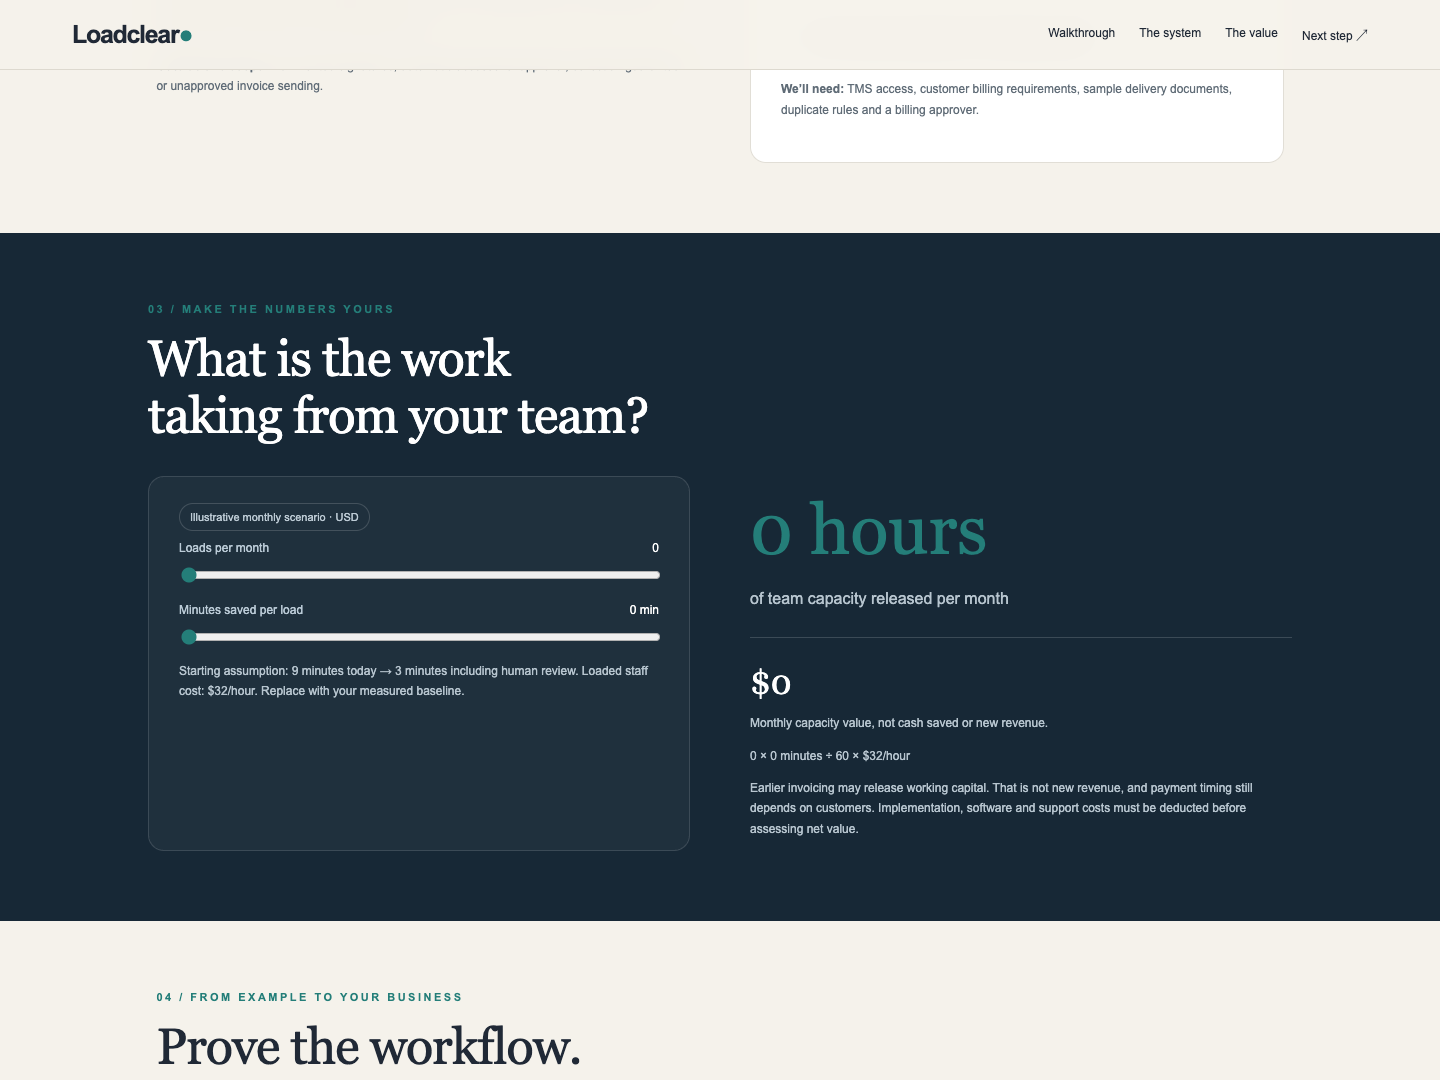 Loadclear
Walkthrough
The system
The value
Next step ↗
or unapproved invoice sending.
We'll need: TMS access, customer billing requirements, sample delivery documents,
duplicate rules and a billing approver.
03 / MAKE THE NUMBERS YOURS
What is the work
taking from your team?
Illustrative monthly scenario · USD
Loads per month
0
Minutes saved per load
0 min
Starting assumption: 9 minutes today → 3 minutes including human review. Loaded staff
cost: $32/hour. Replace with your measured baseline.
0 hours
of team capacity released per month
$0
Monthly capacity value, not cash saved or new revenue.
0 × 0 minutes ÷ 60 × $32/hour
Earlier invoicing may release working capital. That is not new revenue, and payment timing still
depends on customers. Implementation, software and support costs must be deducted before
assessing net value.
04 / FROM EXAMPLE TO YOUR BUSINESS
Prove the workflow.